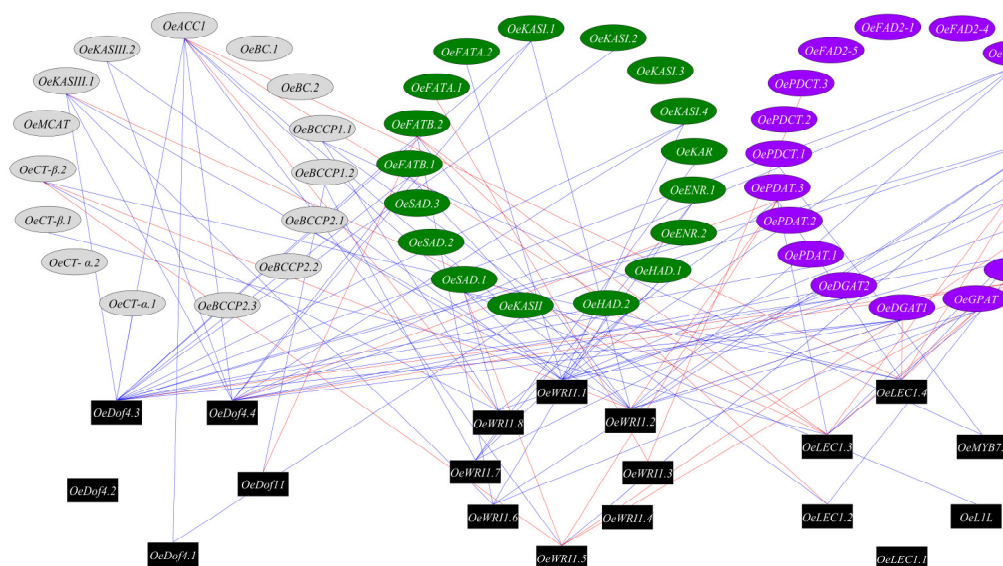 OeACC1
OeKASIII.2
OeBC.1
OeKASIII.1
OeBC.2
OeMCAT
OeBCCP1.1
OeCT-β.2
OeBCCP1.2
OeCT-β.1
OeBCCP2.1
OeCT- α.2
OeBCCP2.2
OeCT-α.1
OeBCCP2.3
OeKASI.1
OeKASI.2
OeFATA.2
OeKASI.3
OeFATA.1
OeKASI.4
OeFATB.2
OeKAR
OeFATB.1
OeENR.1
OeSAD.3
OeENR.2
OeSAD.2
OeHAD.1
OeSAD.1
OeKASII
OeHAD.2
OeFAD2-1
OeFAD2-4
OeFAD2-5
OePDCT.3
OePDCT.2
OePDCT.1
OePDAT.3
OePDAT.2
OePDAT.1
OeDGAT2
OeDGAT1
OeGPAT
OeDof4.3
OeDof4.4
OeDof4.2
OeDof11
OeDof4.1
OeWRI1.1
OeWRI1.8
OeWRI1.2
OeWRI1.7
OeWRI1.3
OeWRI1.6
OeWRI1.4
OeWRI1.5
OeLEC1.4
OeLEC1.3
OeMYB73
OeLEC1.2
OeL1L
OeLEC1.1